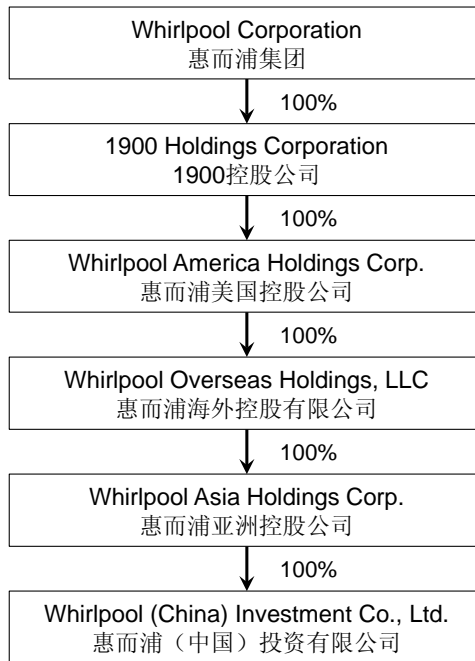 Whirlpool Corporation
惠而浦集团
100%
1900 Holdings Corporation
1900控股公司
100%
Whirlpool America Holdings Corp.
惠而浦美国控股公司
100%
Whirlpool Overseas Holdings, LLC
惠而浦海外控股有限公司
100%
Whirlpool Asia Holdings Corp.
惠而浦亚洲控股公司
100%
Whirlpool (China) Investment Co., Ltd.
惠而浦（中国）投资有限公司